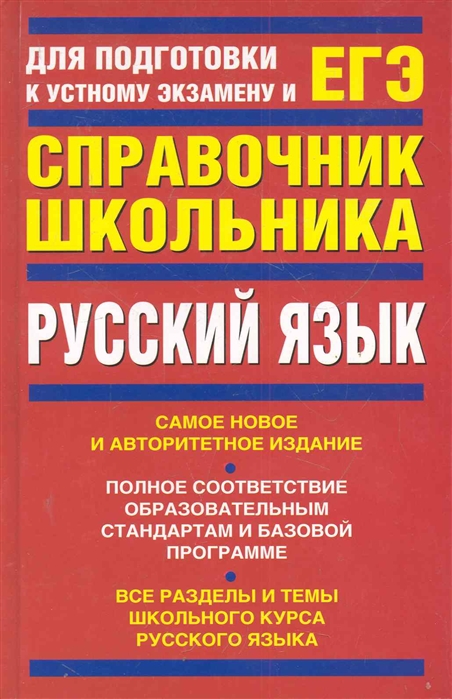 ДЛЯ ПОДГОТОВКИ
К УСТНОМУ ЭКЗАМЕНУ И ЕГЭ
СПРАВОЧНИК
ШКОЛЬНИКА
РУССКИЙ ЯЗЫК
САМОЕ НОВОЕ
И АВТОРИТЕТНОЕ ИЗДАНИЕ
ПОЛНОЕ СООТВЕТСТВИЕ
ОБРАЗОВАТЕЛЬНЫМ
СТАНДАРТАМ И БАЗОВОЙ
ПРОГРАММЕ
ВСЕ РАЗДЕЛЫ И ТЕМЫ
ШКОЛЬНОГО КУРСА
РУССКОГО ЯЗЫКА